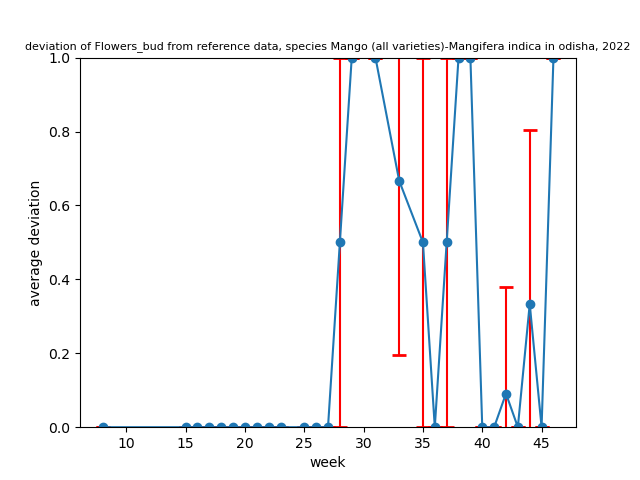 deviation of Flowers_bud from reference data, species Mango (all varieties)-Mangifera indica in odisha, 2022
1.0
0.8
0.6
0.4
0.2
0.0
average deviation
10 15 20 25 30 35 40 45
week